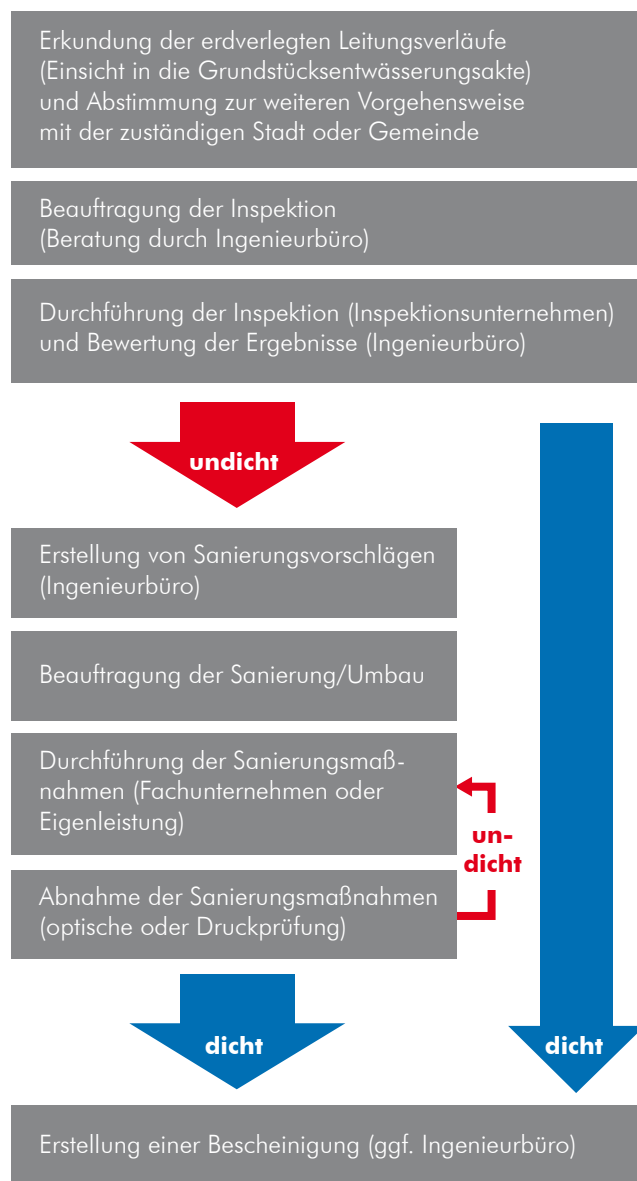 Erkundung der erdverlegten Leitungsverläufe
(Einsicht in die Grundstücksentwässerungsakte)
und Abstimmung zur weiteren Vorgehensweise
mit der zuständigen Stadt oder Gemeinde
Beauftragung der Inspektion
(Beratung durch Ingenieurbüro)
Durchführung der Inspektion (Inspektionsunternehmen)
und Bewertung der Ergebnisse (Ingenieurbüro)
undicht
Erstellung von Sanierungsvorschlägen
(Ingenieurbüro)
Beauftragung der Sanierung/Umbau
Durchführung der Sanierungsmaß-
nahmen (Fachunternehmen oder
Eigenleistung)
un-
dicht
Abnahme der Sanierungsmaßnahmen
(optische oder Druckprüfung)
dicht
dicht
Erstellung einer Bescheinigung (ggf. Ingenieurbüro)